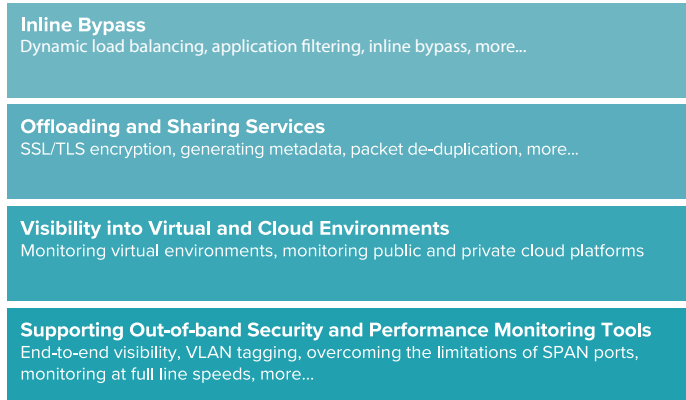 Inline Bypass
Dynamic load balancing, application filtering, inline bypass, more...
Offloading and Sharing Services
SSL/TLS encryption, generating metadata, packet de-duplication, more...
Visibility into Virtual and Cloud Environments
Monitoring virtual environments, monitoring public and private cloud platforms
Supporting Out-of-band Security and Performance Monitoring Tools
End-to-end visibility, VLAN tagging, overcoming the limitations of SPAN ports,
monitoring at full line speeds, more...